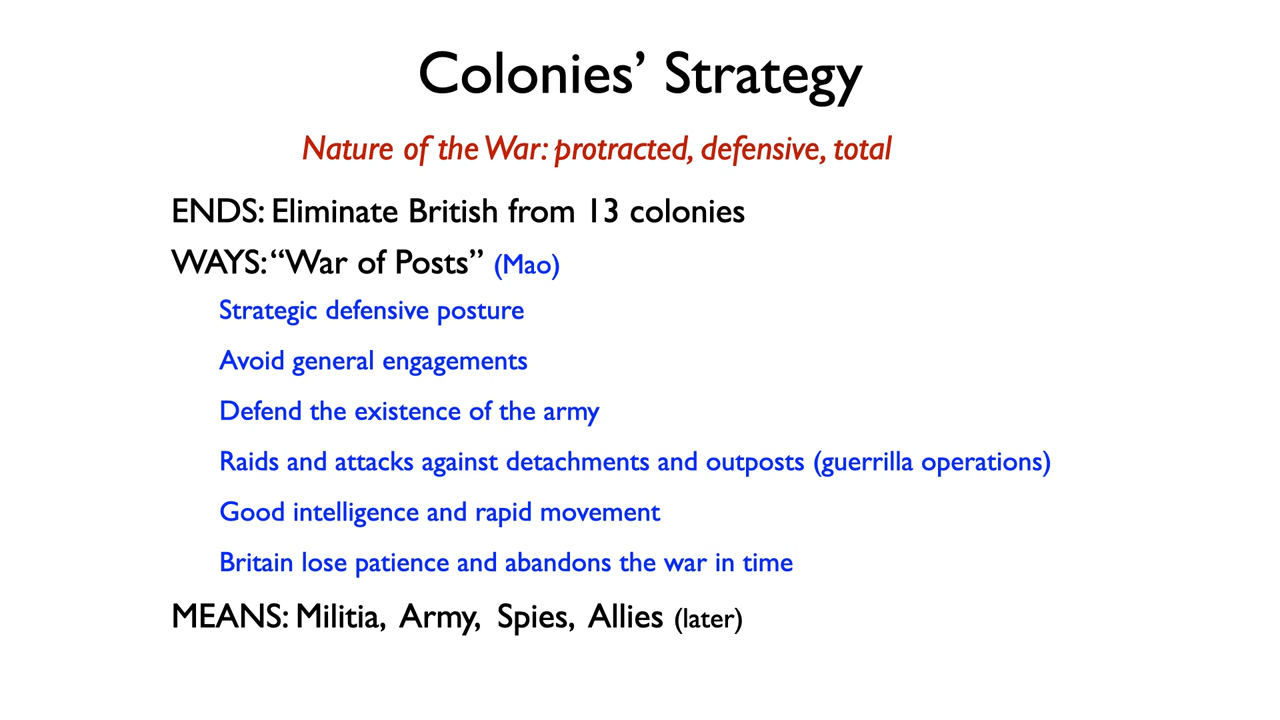 Colonies’ Strategy
Nature of the War: protracted, defensive, total
ENDS: Eliminate British from 13 colonies
WAYS: “War of Posts” (Mao)
Strategic defensive posture
Avoid general engagements
Defend the existence of the army
Raids and attacks against detachments and outposts (guerrilla operations)
Good intelligence and rapid movement
Britain lose patience and abandons the war in time
MEANS: Militia, Army, Spies, Allies (later)